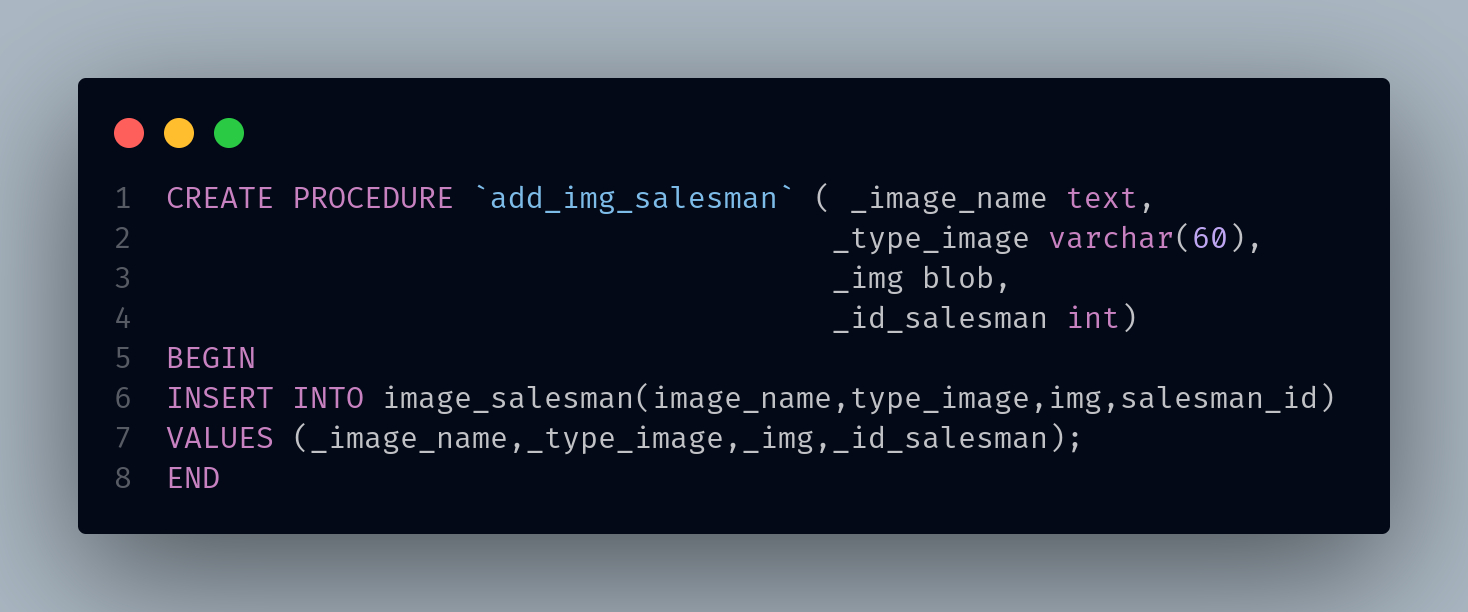 1 CREATE PROCEDURE `add_img_salesman` ( _image_name text,
2 _type_image varchar(60),
3 _img blob,
4 _id_salesman int)
5 BEGIN
6 INSERT INTO image_salesman(image_name,type_image,img,salesman_id)
7 VALUES (_image_name,_type_image,_img,_id_salesman);
8 END